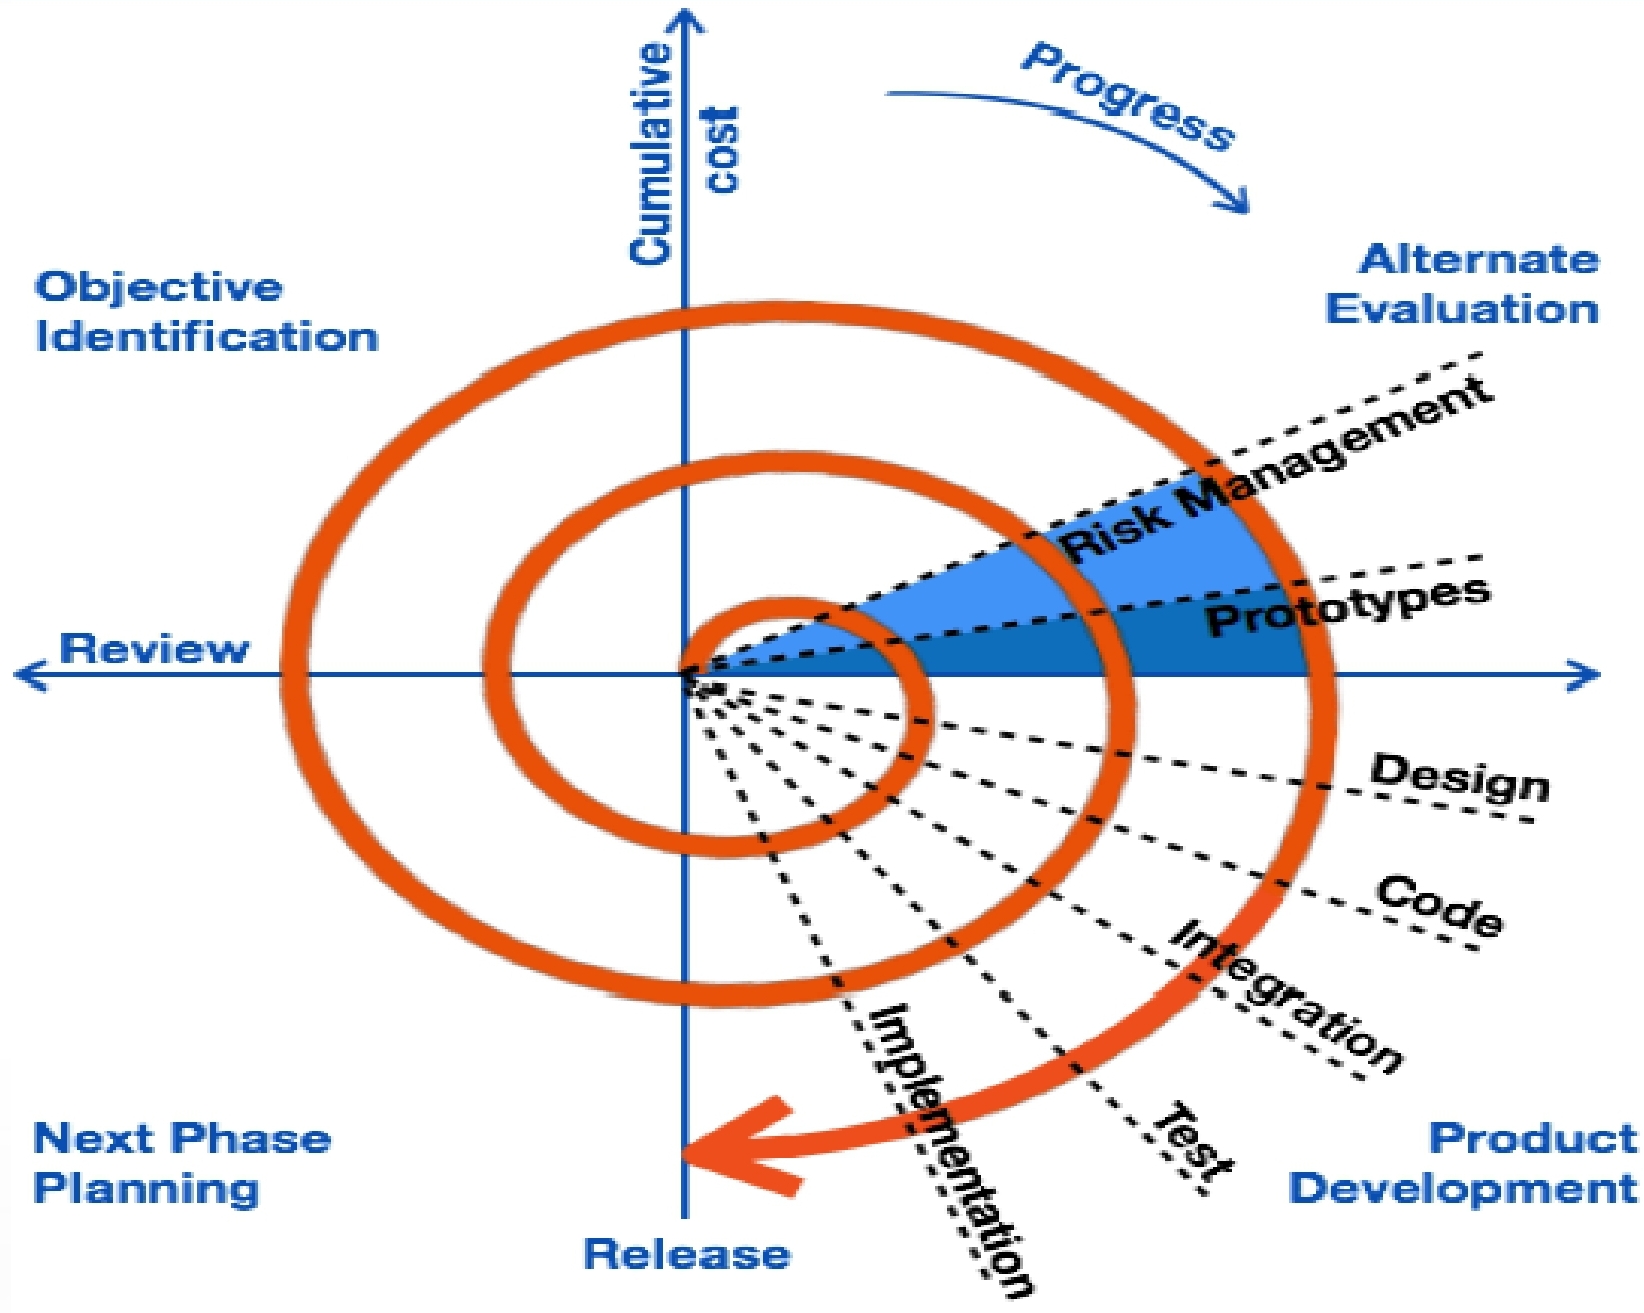 Cumulative
cost
Progress
Objective
Identification
Alternate
Evaluation
Risk Management
Prototypes
Review
Design
Code
Integration
Test
Implementation
Next Phase
Planning
Product
Development
Release